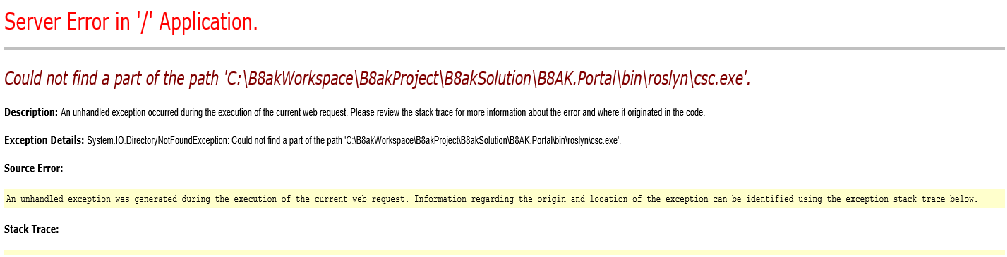 Server Error in '/' Application.
Could not find a part of the path 'C:\B8akWorkspace\B8akProject\B8akSolution\B8AK.Portal\bin\roslyn\csc.exe'.
Description: An unhandled exception occurred during the execution of the current web request. Please review the stack trace for more information about the error and where it originated in the code.
Exception Details: System.IO.DirectoryNotFoundException: Could not find a part of the path 'C:\B8akWorkspace\B8akProject\B8akSolution\B8AK.Portal\bin\roslyn\csc.exe'.
Source Error:
An unhandled exception was generated during the execution of the current web request. Information regarding the origin and location of the exception can be identified using the exception stack trace below.
Stack Trace: